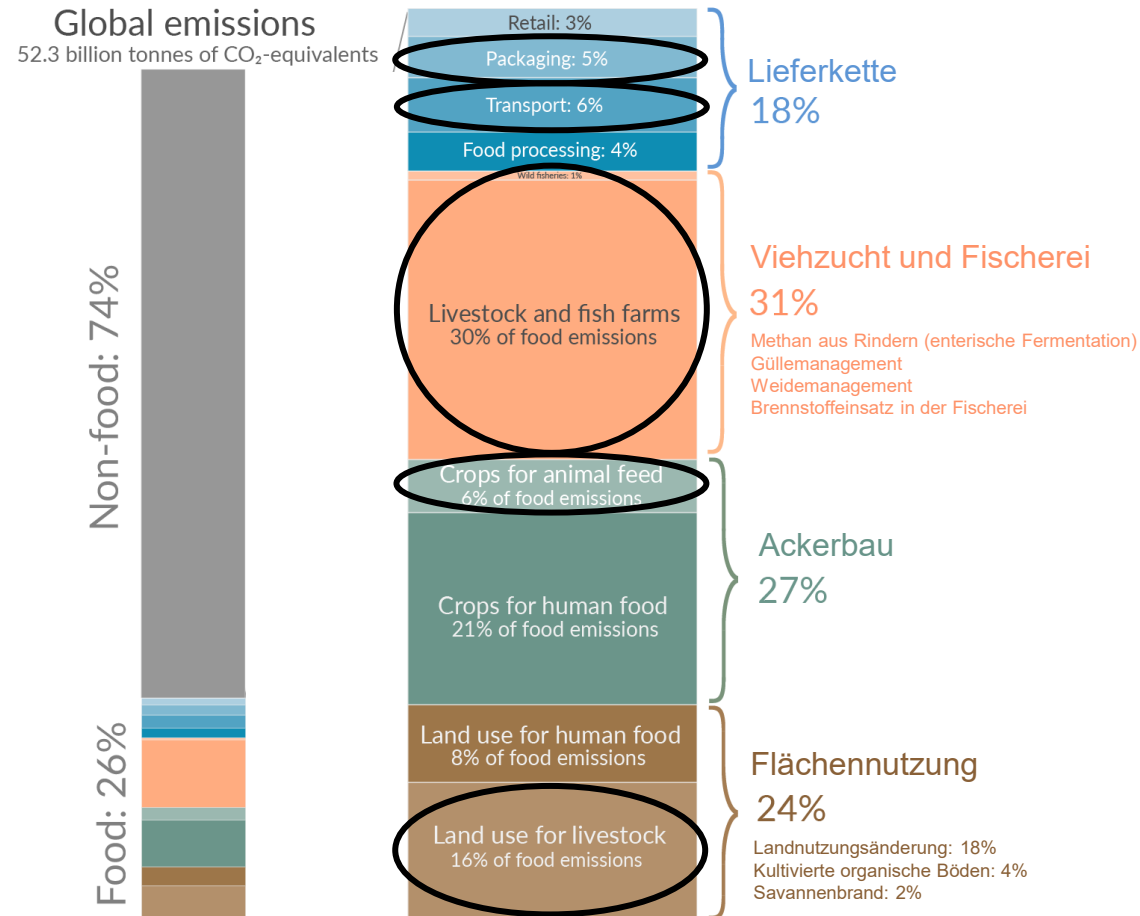 Global emissions
52.3 billion tonnes of CO₂-equivalents
Non-food: 74%
Food: 26%
Retail: 3%
Packaging: 5%
Transport: 6%
Food processing: 4%
Wild fisheries: 1%
Livestock and fish farms
30% of food emissions
Crops for animal feed
6% of food emissions
Crops for human food
21% of food emissions
Land use for human food
8% of food emissions
Land use for livestock
16% of food emissions
Lieferkette
18%
Viehzucht und Fischerei
31%
Methan aus Rindern (enterische Fermentation)
Güllemanagement
Weidemanagement
Brennstoffeinsatz in der Fischerei
Ackerbau
27%
Flächennutzung
24%
Landnutzungsänderung: 18%
Kultivierte organische Böden: 4%
Savannenbrand: 2%